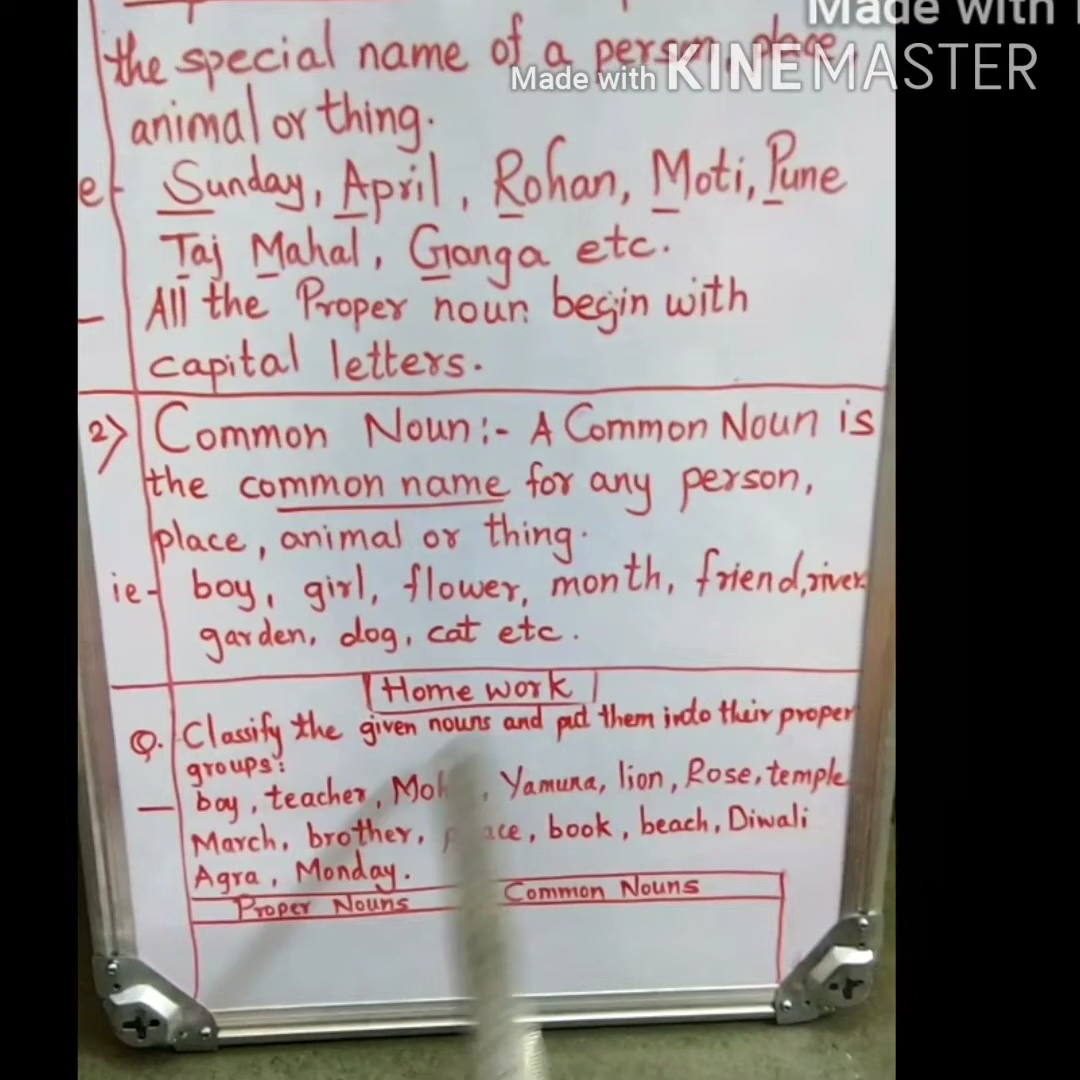 Made with
Made with KINEMASTER
the special name of a person, place,
animal or thing.
Sunday, April, Rohan, Moti, Pune
Taj Mahal, Ganga etc.
- All the Proper noun begin with
capital letters.
2) Common Noun:- A Common Noun is
the common name for any person,
place, animal or thing.
ie- boy, girl, flower, month, friend, river
garden, dog, cat etc.
Home work
Q. Classify the given nouns and put them into their proper
groups:
- boy, teacher, Yamuna, lion, Rose, temple
March, brother, book, beach, Diwali
Agra, Monday.
Proper Nouns Common Nouns